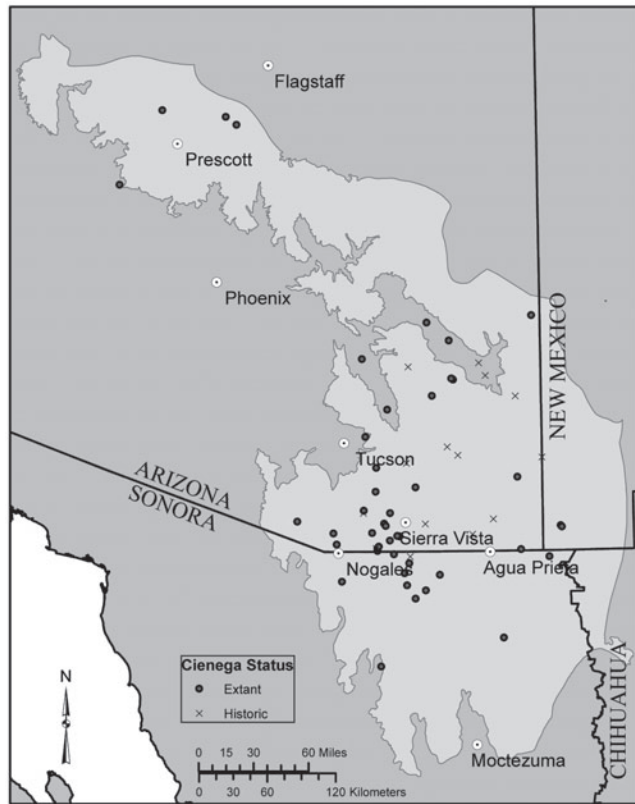 Flagstaff
Prescott
Phoenix
NEW MEXICO
Tucson
ARIZONA
SONORA
Sierra Vista
Nogales
Agua Prieta
Cienega Status
Extant
Historic
N
CHIHUAHUA
Moctezuma
0 15 30 60 Miles
0 30 60 120 Kilometers